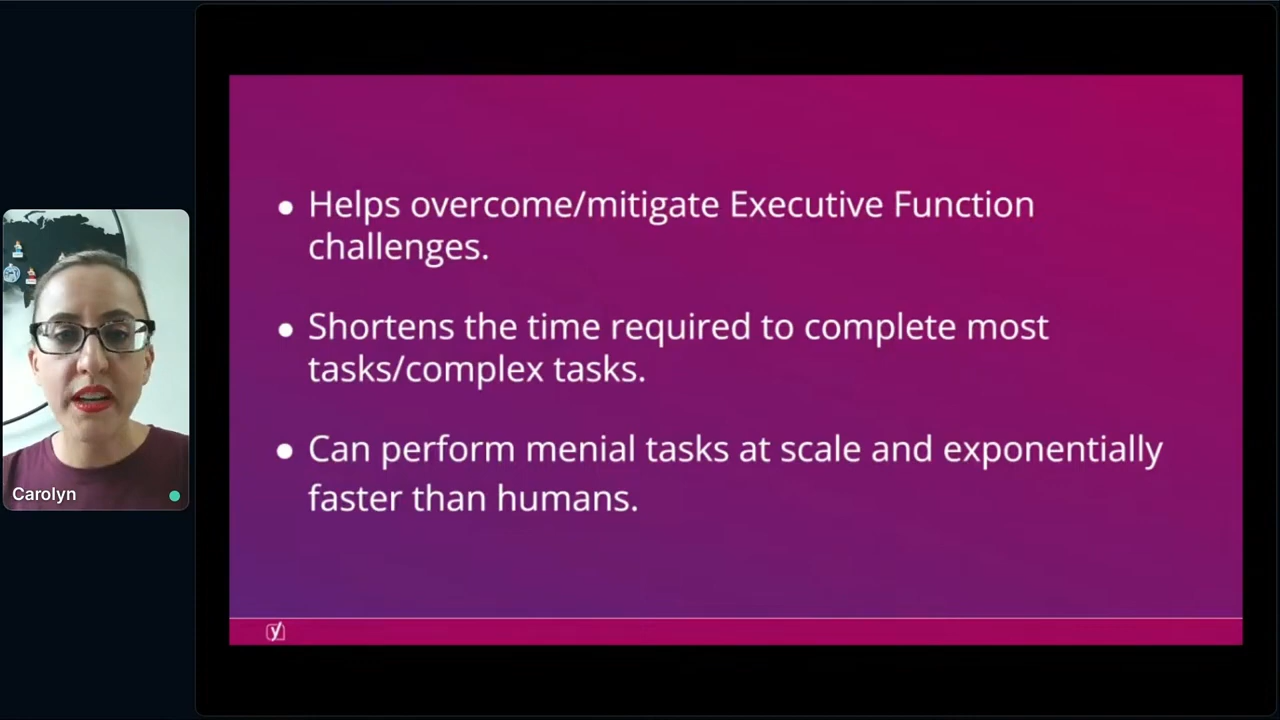 Helps overcome/mitigate Executive Function
challenges.
Shortens the time required to complete most
tasks/complex tasks.
Can perform menial tasks at scale and exponentially
faster than humans.
Carolyn
y